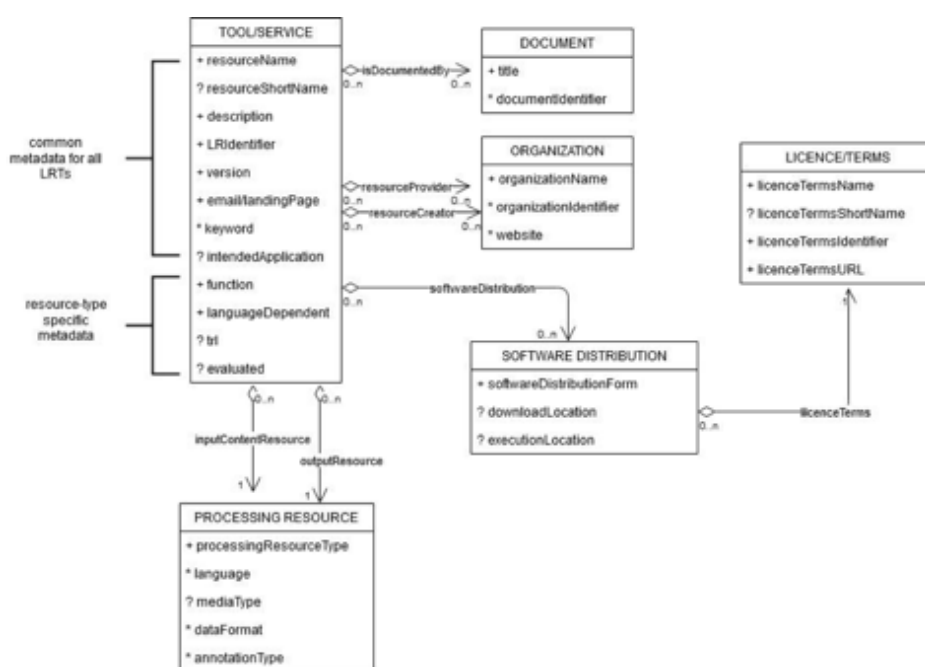 TOOL/SERVICE
+ resourceName
? resourceShortName
+ description
+ LRIdentifier
+ version
+ email/landingPage
* keyword
? intendedApplication
+ function
+ languageDependent
? trl
? evaluated
common
metadata for all
LRTs
resource-type
specific
metadata
isDocumentedBy
0..n
0..n
DOCUMENT
+ title
* documentIdentifier
resourceProvider
0..n
0..n
resourceCreator
0..n
0..n
ORGANIZATION
+ organizationName
* organizationIdentifier
* website
LICENCE/TERMS
+ licenceTermsName
? licenceTermsShortName
+ licenceTermsIdentifier
+ licenceTermsURL
1
softwareDistribution
0..n
0..n
SOFTWARE DISTRIBUTION
+ softwareDistributionForm
? downloadLocation
? executionLocation
licenceTerms
0..n
0..n
0..n
inputContentResource
outputResource
1
1
PROCESSING RESOURCE
+ processingResourceType
* language
? mediaType
* dataFormat
* annotationType